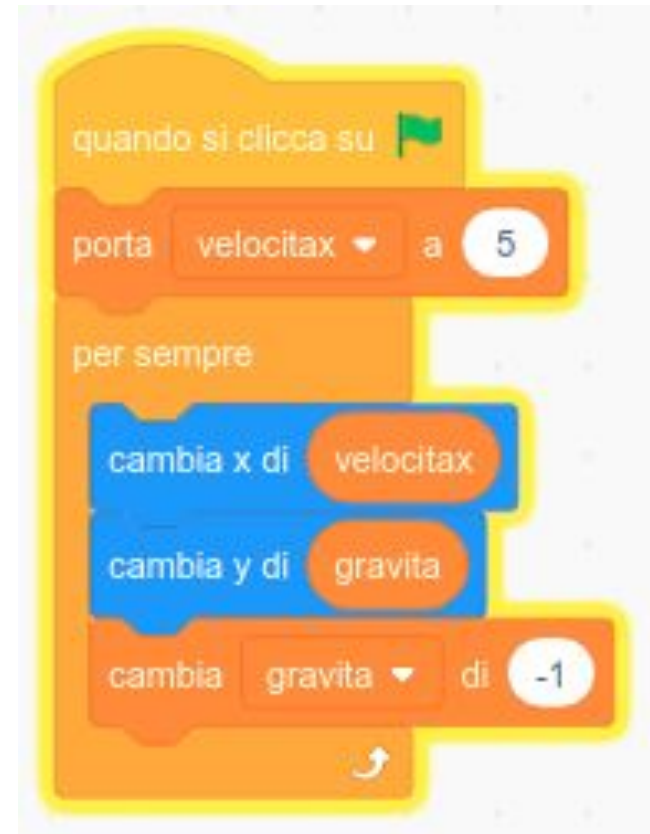 quando si clicca su
porta velocitax a 5
per sempre
cambia x di velocitax
cambia y di gravita
cambia gravita di -1